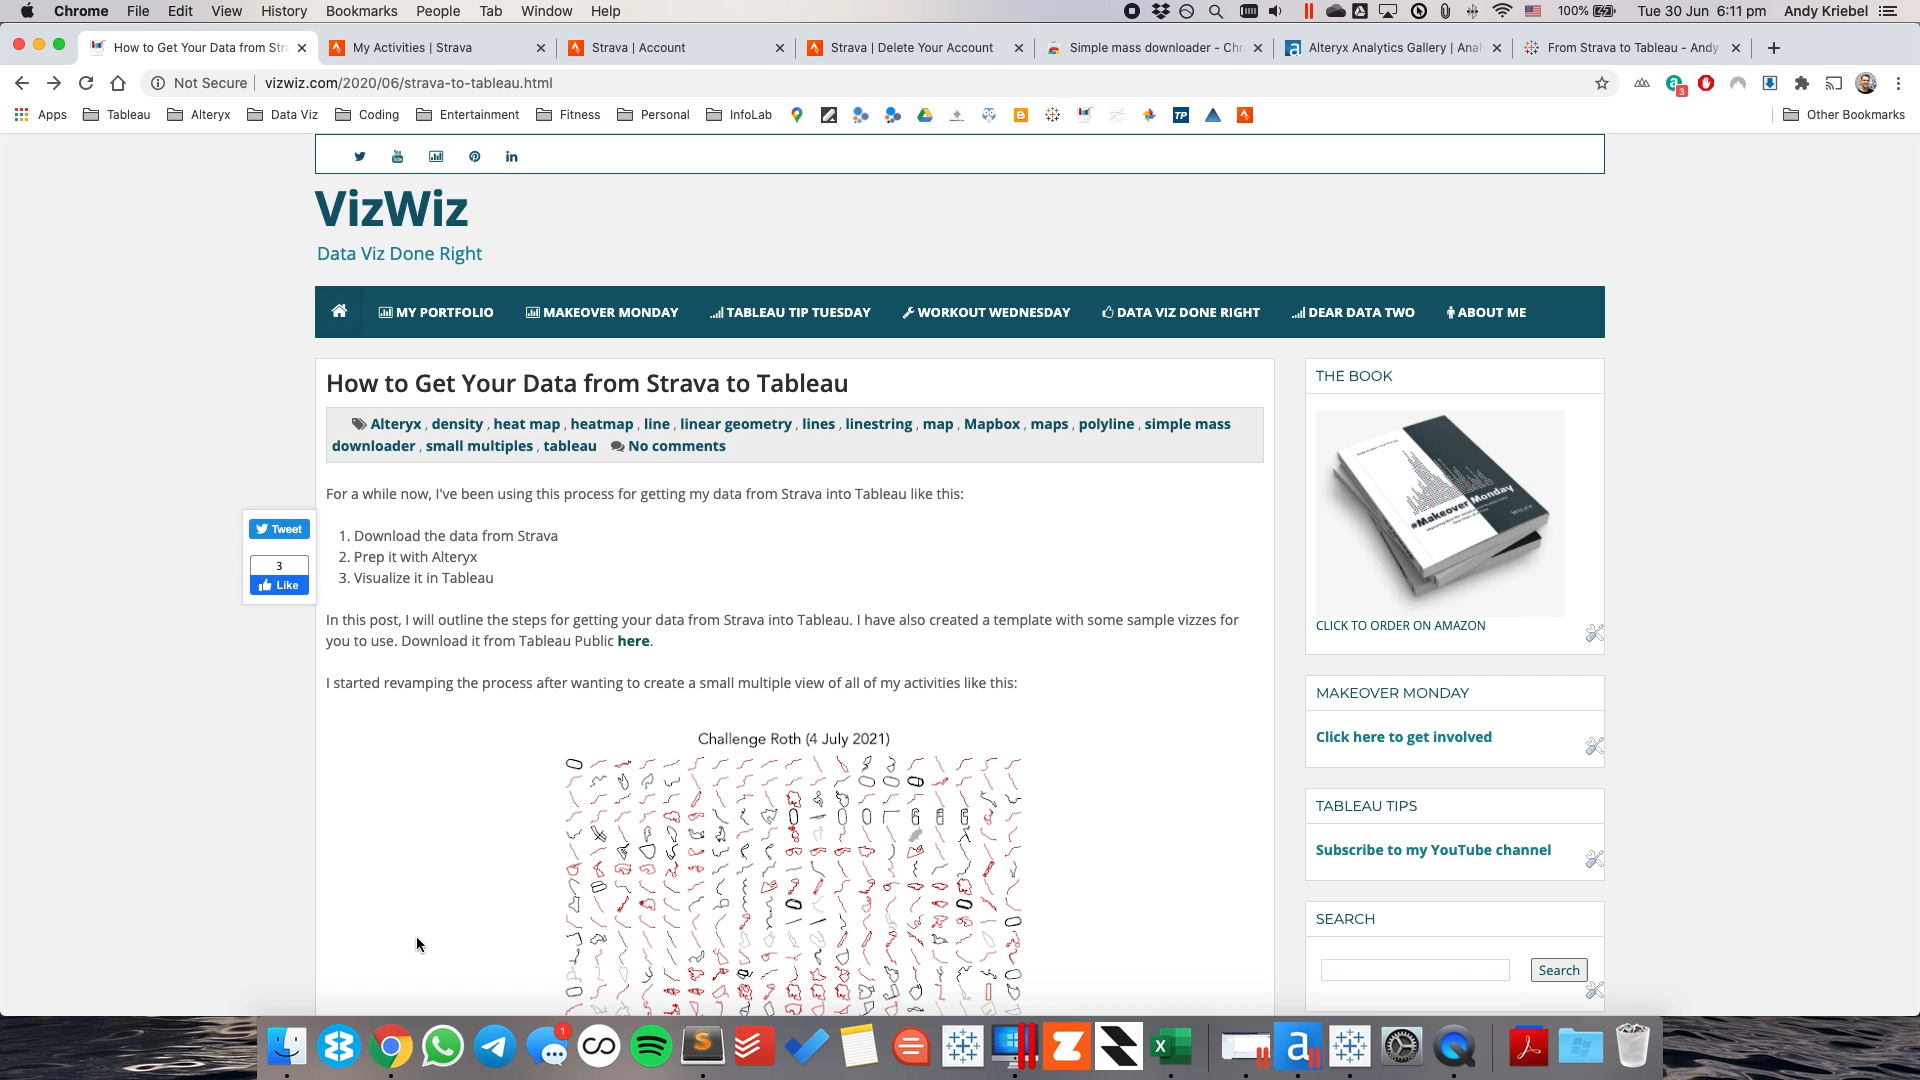 Chrome File Edit View History Bookmarks People Tab Window Help 100% Tue 30 Jun 6:11 pm Andy Kriebel
How to Get Your Data from Stra My Activities | Strava Strava | Account Strava | Delete Your Account Simple mass downloader - Chr Alteryx Analytics Gallery | Anal From Strava to Tableau - Andy
Not Secure vizwiz.com/2020/06/strava-to-tableau.html 3
Apps Tableau Alteryx Data Viz Coding Entertainment Fitness Personal InfoLab TP Other Bookmarks
VizWiz
Data Viz Done Right
MY PORTFOLIO MAKEOVER MONDAY TABLEAU TIP TUESDAY WORKOUT WEDNESDAY DATA VIZ DONE RIGHT DEAR DATA TWO ABOUT ME
How to Get Your Data from Strava to Tableau
Alteryx , density , heat map , heatmap , line , linear geometry , lines , linestring , map , Mapbox , maps , polyline , simple mass
downloader , small multiples , tableau No comments
For a while now, I've been using this process for getting my data from Strava into Tableau like this:
1. Download the data from Strava
2. Prep it with Alteryx
3. Visualize it in Tableau
In this post, I will outline the steps for getting your data from Strava into Tableau. I have also created a template with some sample vizzes for
you to use. Download it from Tableau Public here.
I started revamping the process after wanting to create a small multiple view of all of my activities like this:
Challenge Roth (4 July 2021)
Tweet
3
Like
THE BOOK
#MakeoverMonday
WILEY
CLICK TO ORDER ON AMAZON
MAKEOVER MONDAY
Click here to get involved
TABLEAU TIPS
Subscribe to my YouTube channel
SEARCH
Search
1